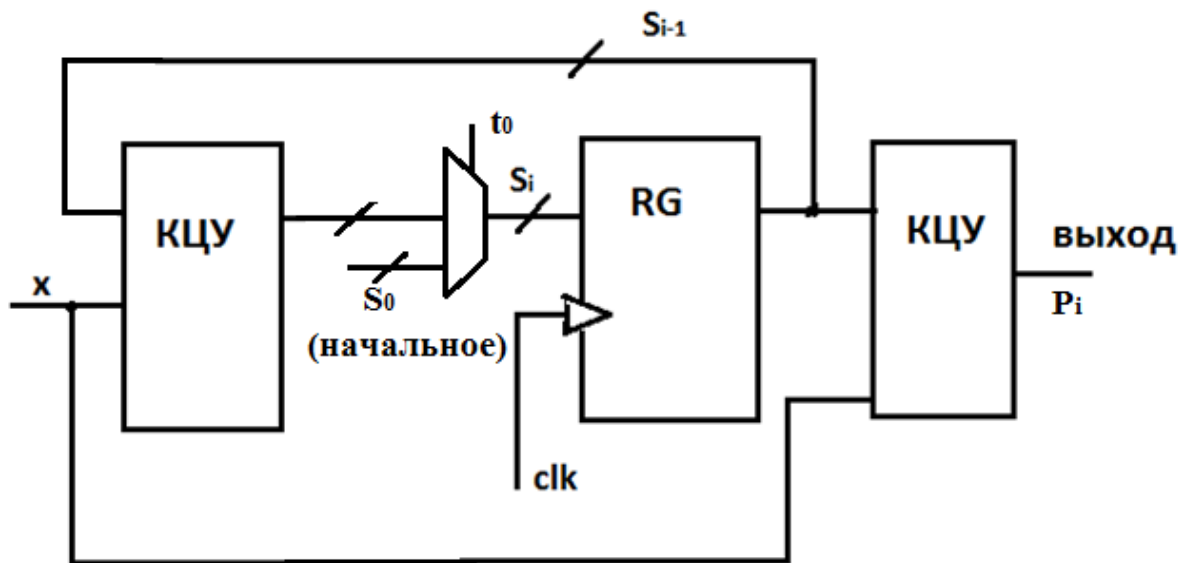 Si-1
t0
Si
RG
КЦУ
КЦУ
выход
x
S0
Pi
(начальное)
clk